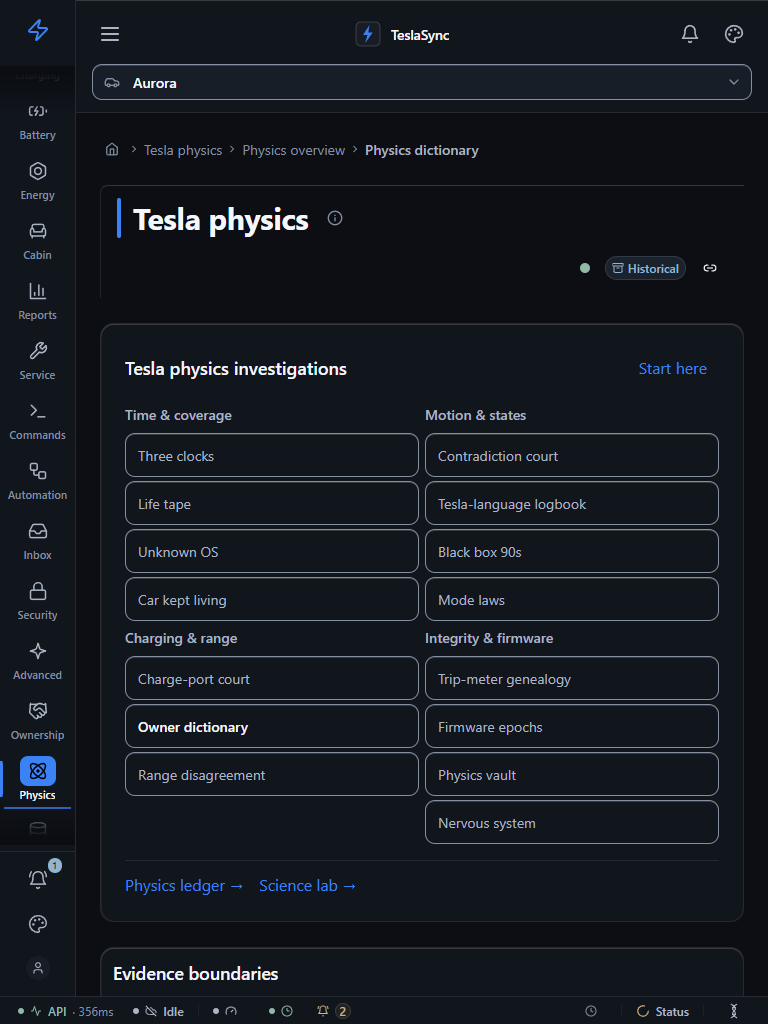 TeslaSync
Aurora
Charging
Battery
Energy
Cabin
Reports
Service
Commands
Automation
Inbox
Security
Advanced
Ownership
Physics
1
Tesla physics › Physics overview › Physics dictionary
Tesla physics
Historical
Tesla physics investigations
Start here
Time & coverage
Three clocks
Life tape
Unknown OS
Car kept living
Motion & states
Contradiction court
Tesla-language logbook
Black box 90s
Mode laws
Charging & range
Charge-port court
Owner dictionary
Range disagreement
Integrity & firmware
Trip-meter genealogy
Firmware epochs
Physics vault
Nervous system
Physics ledger →
Science lab →
Evidence boundaries
API · 356ms
Idle
2
Status